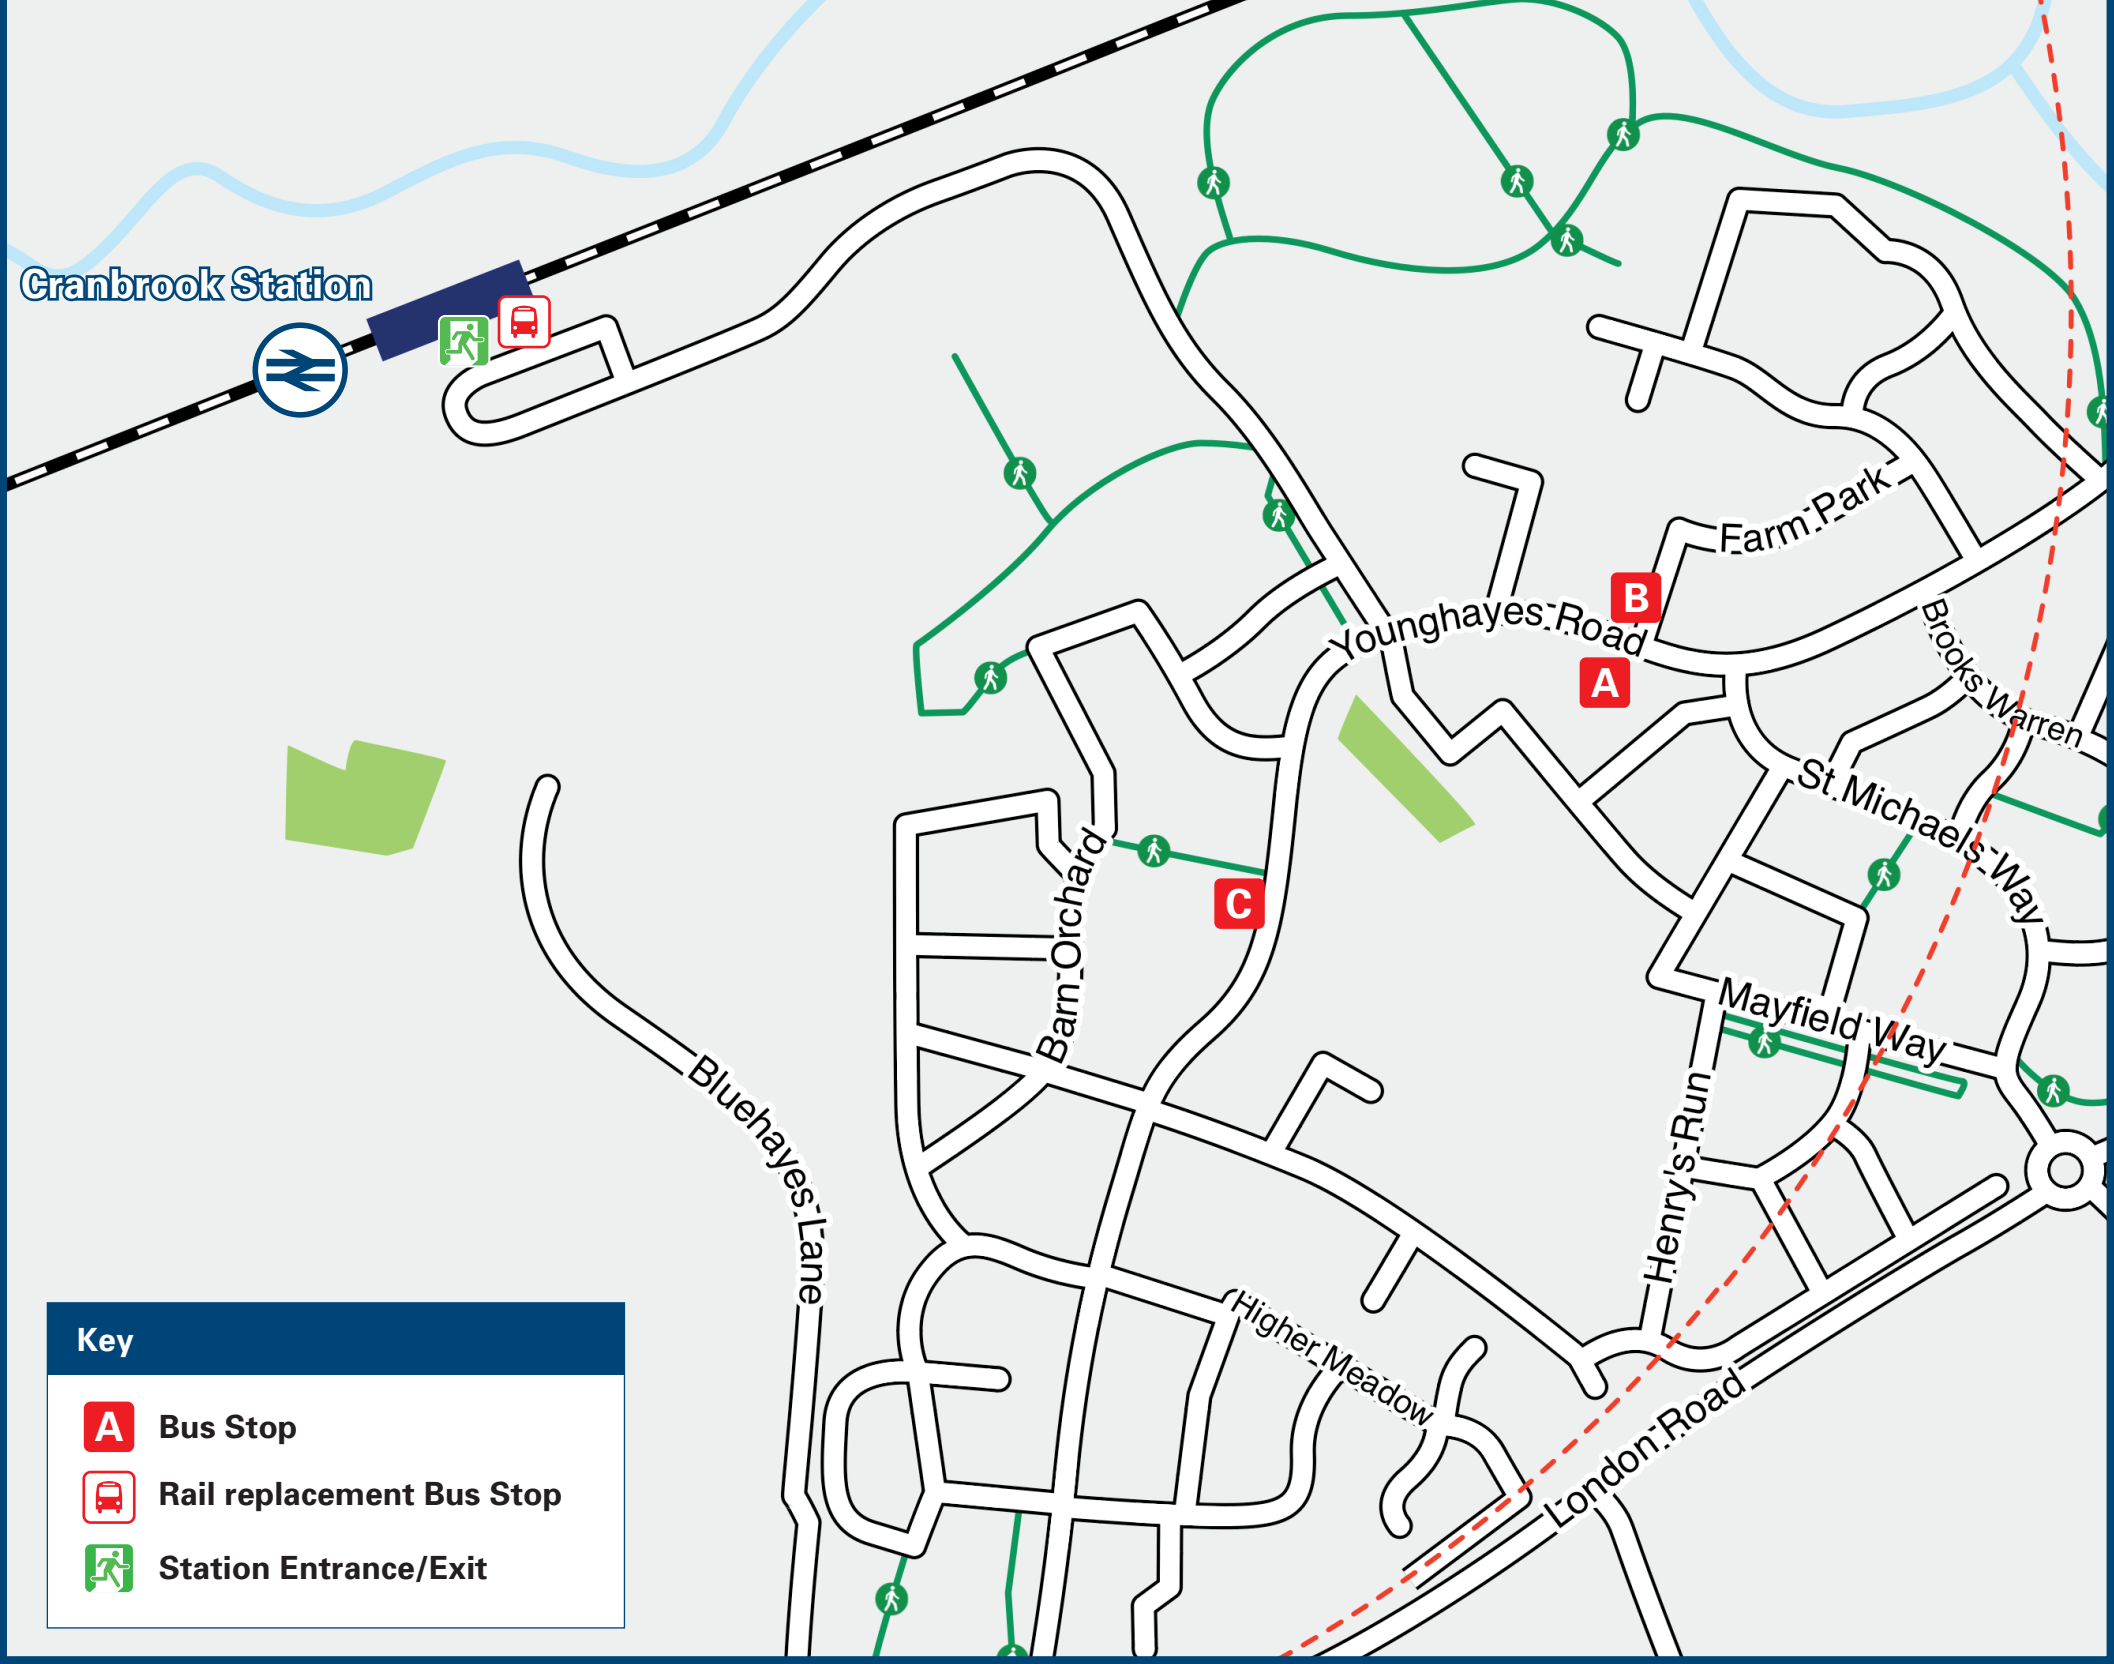 Cranbrook Station
Farm Park
B
Younghayes Road
A
Brooks Warren
St.Michaels Way
C
Barn Orchard
Mayfield Way
Bluehayes Lane
Henry's Run
Higher Meadow
London Road
Key
A Bus Stop
Rail replacement Bus Stop
Station Entrance/Exit